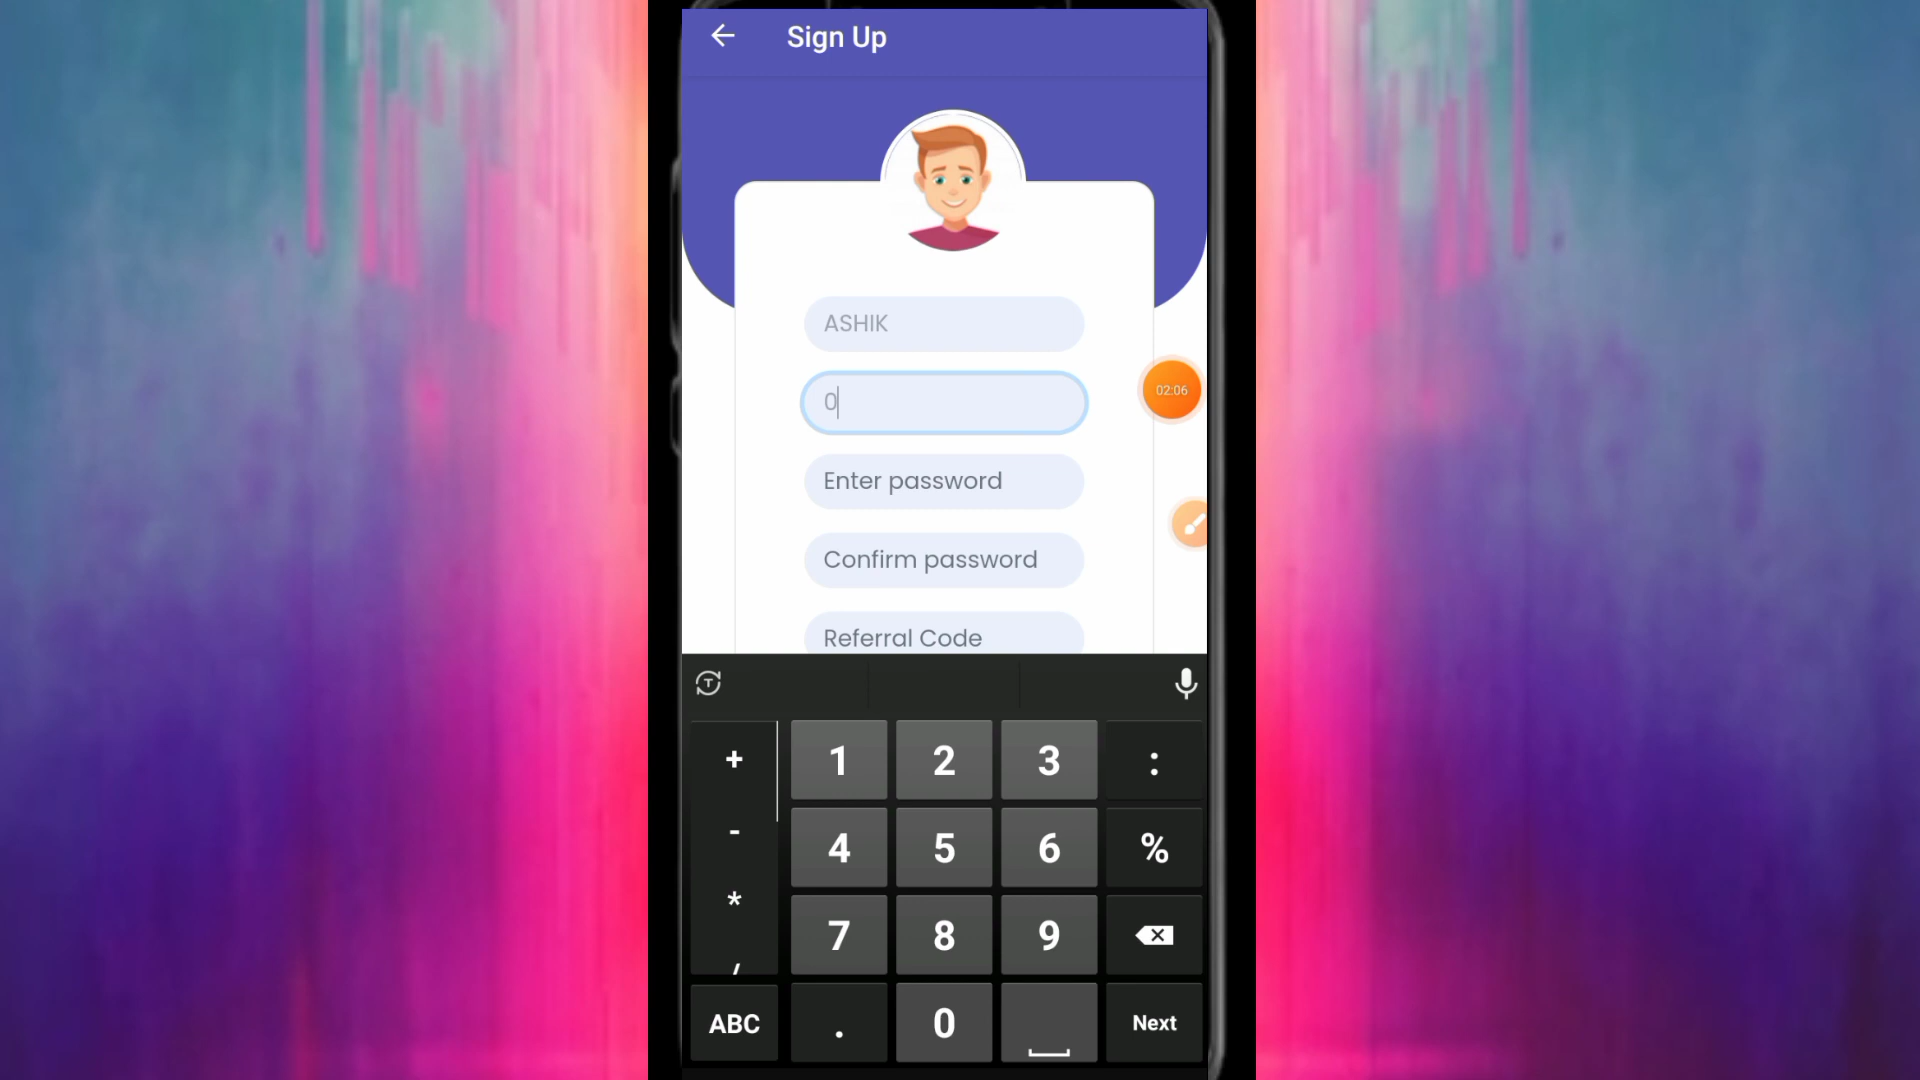 Sign Up
ASHIK
0
02:06
Enter password
Confirm password
Referral Code
T
+ 1 2 3 :
- 4 5 6 %
* 7 8 9
/
ABC . 0 Next